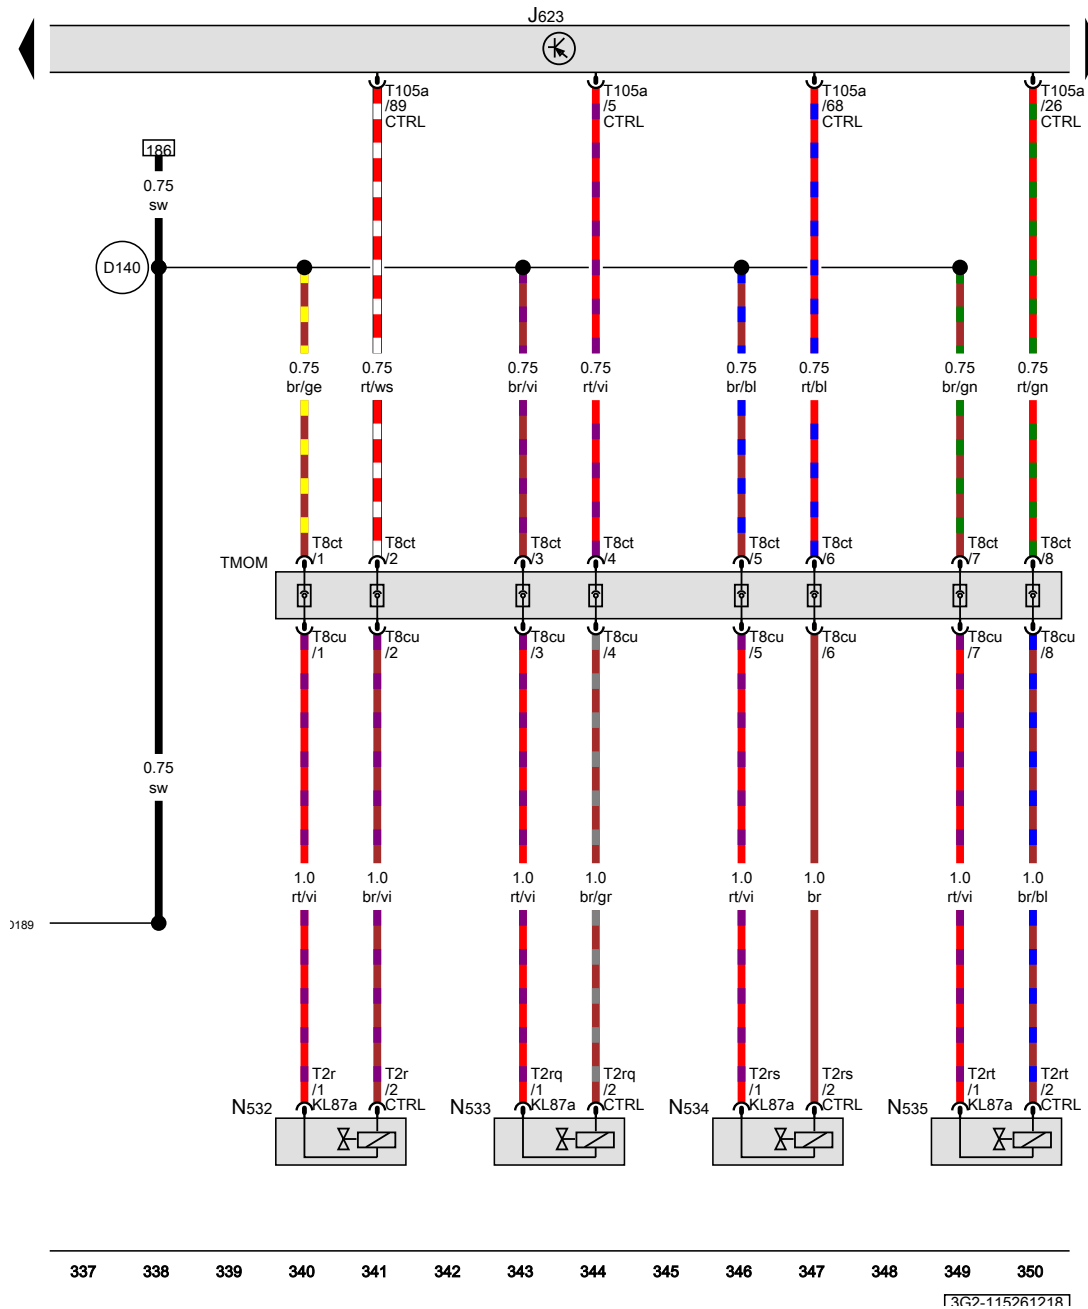 J623
T105a
/89
CTRL
T105a
/5
CTRL
T105a
/68
CTRL
T105a
/26
CTRL
186
0.75
sw
D140
0.75
br/ge
0.75
rt/ws
0.75
br/vi
0.75
rt/vi
0.75
br/bl
0.75
rt/bl
0.75
br/gn
0.75
rt/gn
TMOM
T8ct
/1
T8ct
/2
T8ct
/3
T8ct
/4
T8ct
/5
T8ct
/6
T8ct
/7
T8ct
/8
T8cu
/1
T8cu
/2
T8cu
/3
T8cu
/4
T8cu
/5
T8cu
/6
T8cu
/7
T8cu
/8
0.75
sw
1.0
rt/vi
1.0
br/vi
1.0
rt/vi
1.0
br/gr
1.0
rt/vi
1.0
br
1.0
rt/vi
1.0
br/bl
D189
N532
T2r
/1
KL87a
T2r
/2
CTRL
N533
T2rq
/1
KL87a
T2rq
/2
CTRL
N534
T2rs
/1
KL87a
T2rs
/2
CTRL
N535
T2rt
/1
KL87a
T2rt
/2
CTRL
337 338 339 340 341 342 343 344 345 346 347 348 349 350
3G2-115261218